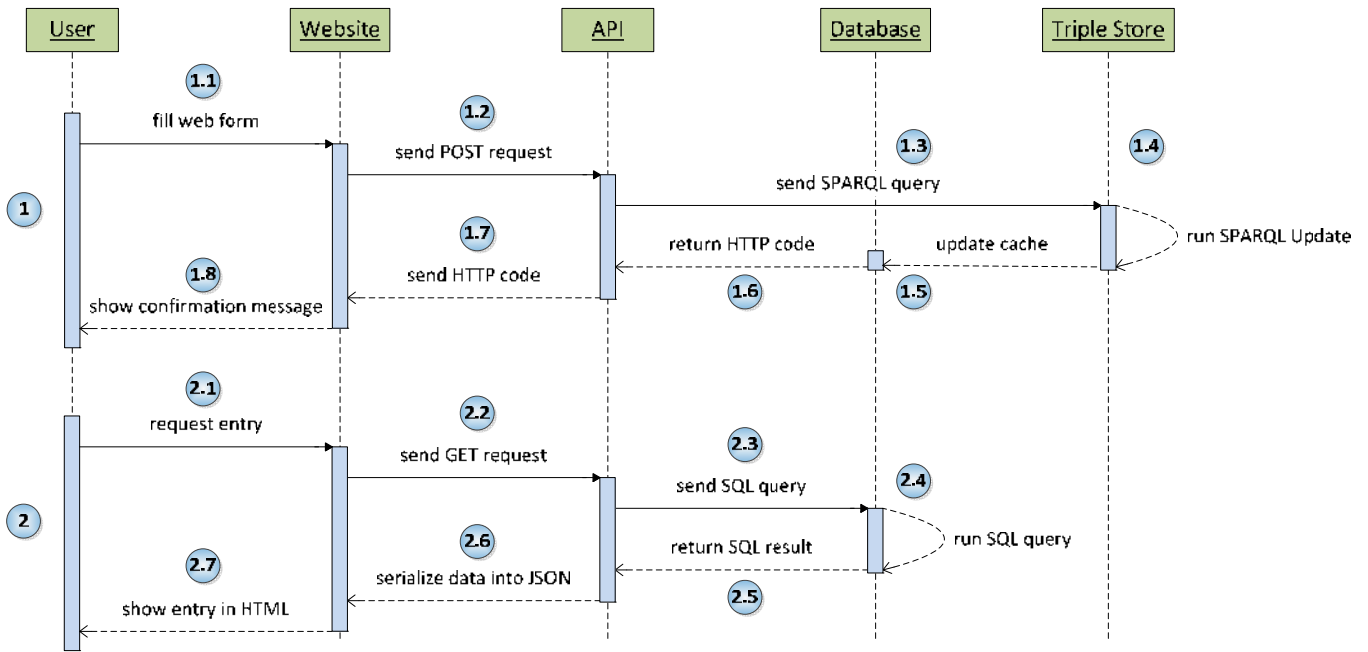 User
Website
API
Database
Triple Store
1.1
fill web form
1.2
send POST request
1.3
send SPARQL query
1.4
run SPARQL Update
1
1.5
update cache
1.6
return HTTP code
1.7
send HTTP code
1.8
show confirmation message
2.1
request entry
2.2
send GET request
2.3
send SQL query
2.4
run SQL query
2
2.5
return SQL result
2.6
serialize data into JSON
2.7
show entry in HTML